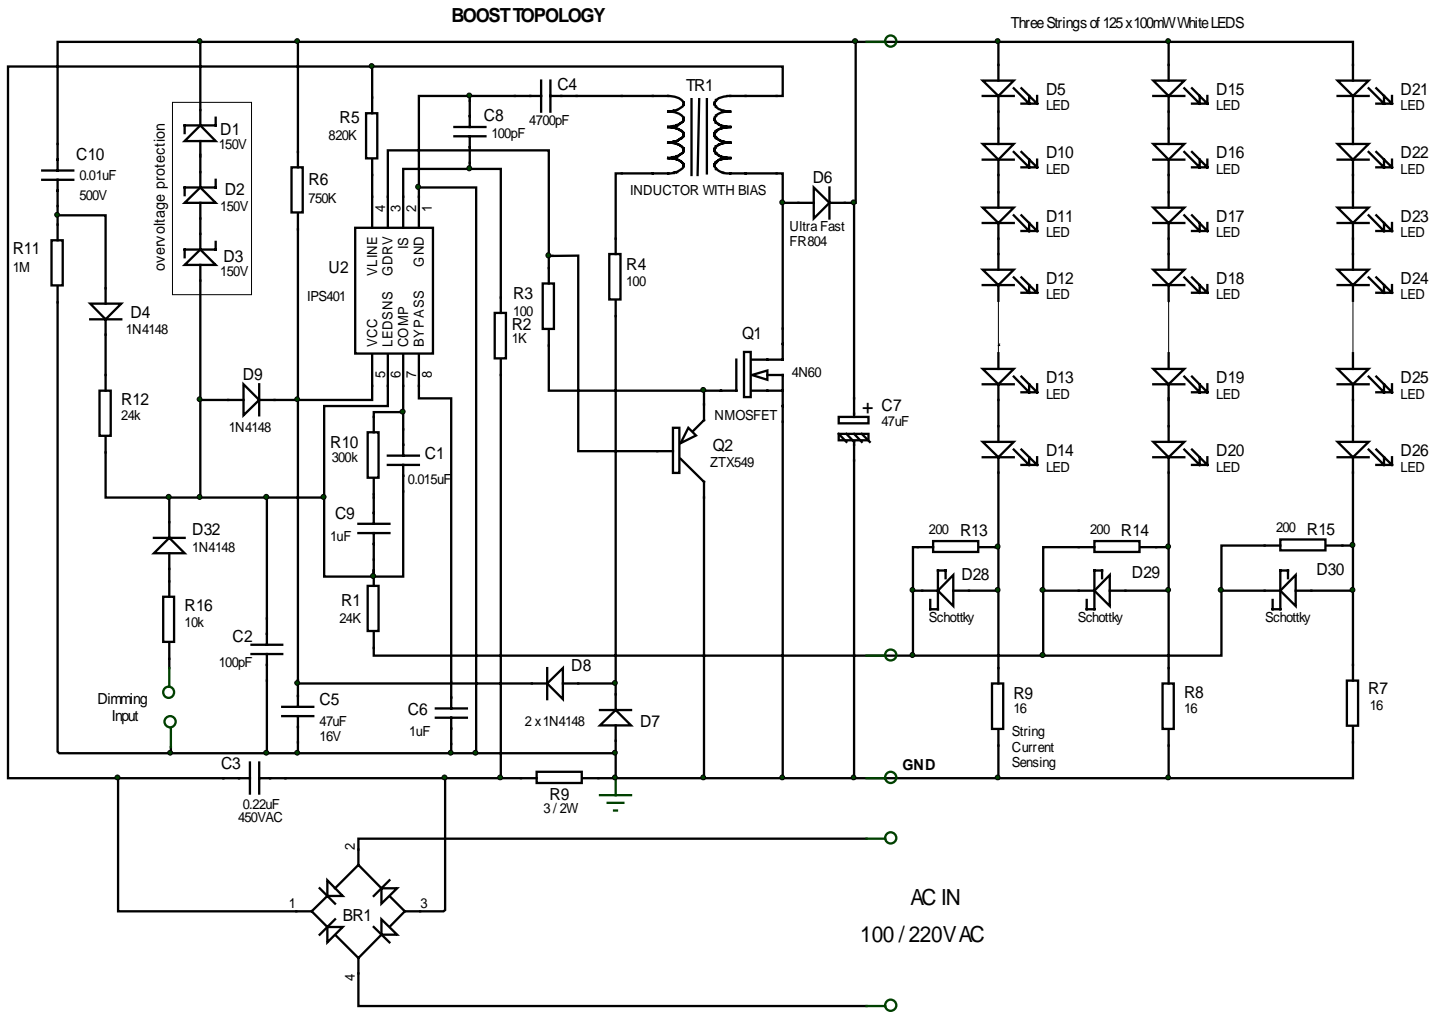 BOOST TOPOLOGY
Three Strings of 125 x 100mW White LEDS
C10
0.01uF
500V
R11
1M
overvoltage protection
D1
150V
D2
150V
D3
150V
D4
1N4148
R12
24k
D9
1N4148
R6
750K
R5
820K
C8
100pF
C4
4700pF
TR1
INDUCTOR WITH BIAS
D6
Ultra Fast
FR804
U2
IPS401
4
3
2
1
VLINE
GDRV
IS
GND
VCC
LEDSNS
COMP
BYPASS
5
6
7
8
R3
100
R2
1K
R4
100
Q1
4N60
NMOSFET
Q2
ZTX549
C7
+
47uF
R10
300k
C1
0.015uF
C9
1uF
R1
24K
D32
1N4148
R16
10k
C2
100pF
Dimming
Input
C5
47uF
16V
C6
1uF
D8
2 x 1N4148
D7
C3
0.22uF
450VAC
R9
3 / 2W
GND
D5
LED
D15
LED
D21
LED
D10
LED
D16
LED
D22
LED
D11
LED
D17
LED
D23
LED
D12
LED
D18
LED
D24
LED
D13
LED
D19
LED
D25
LED
D14
LED
D20
LED
D26
LED
200 R13
200 R14
200 R15
D28
Schottky
D29
Schottky
D30
Schottky
R9
16
String
Current
Sensing
R8
16
R7
16
2
1
BR1
3
4
AC IN
100 / 220V AC